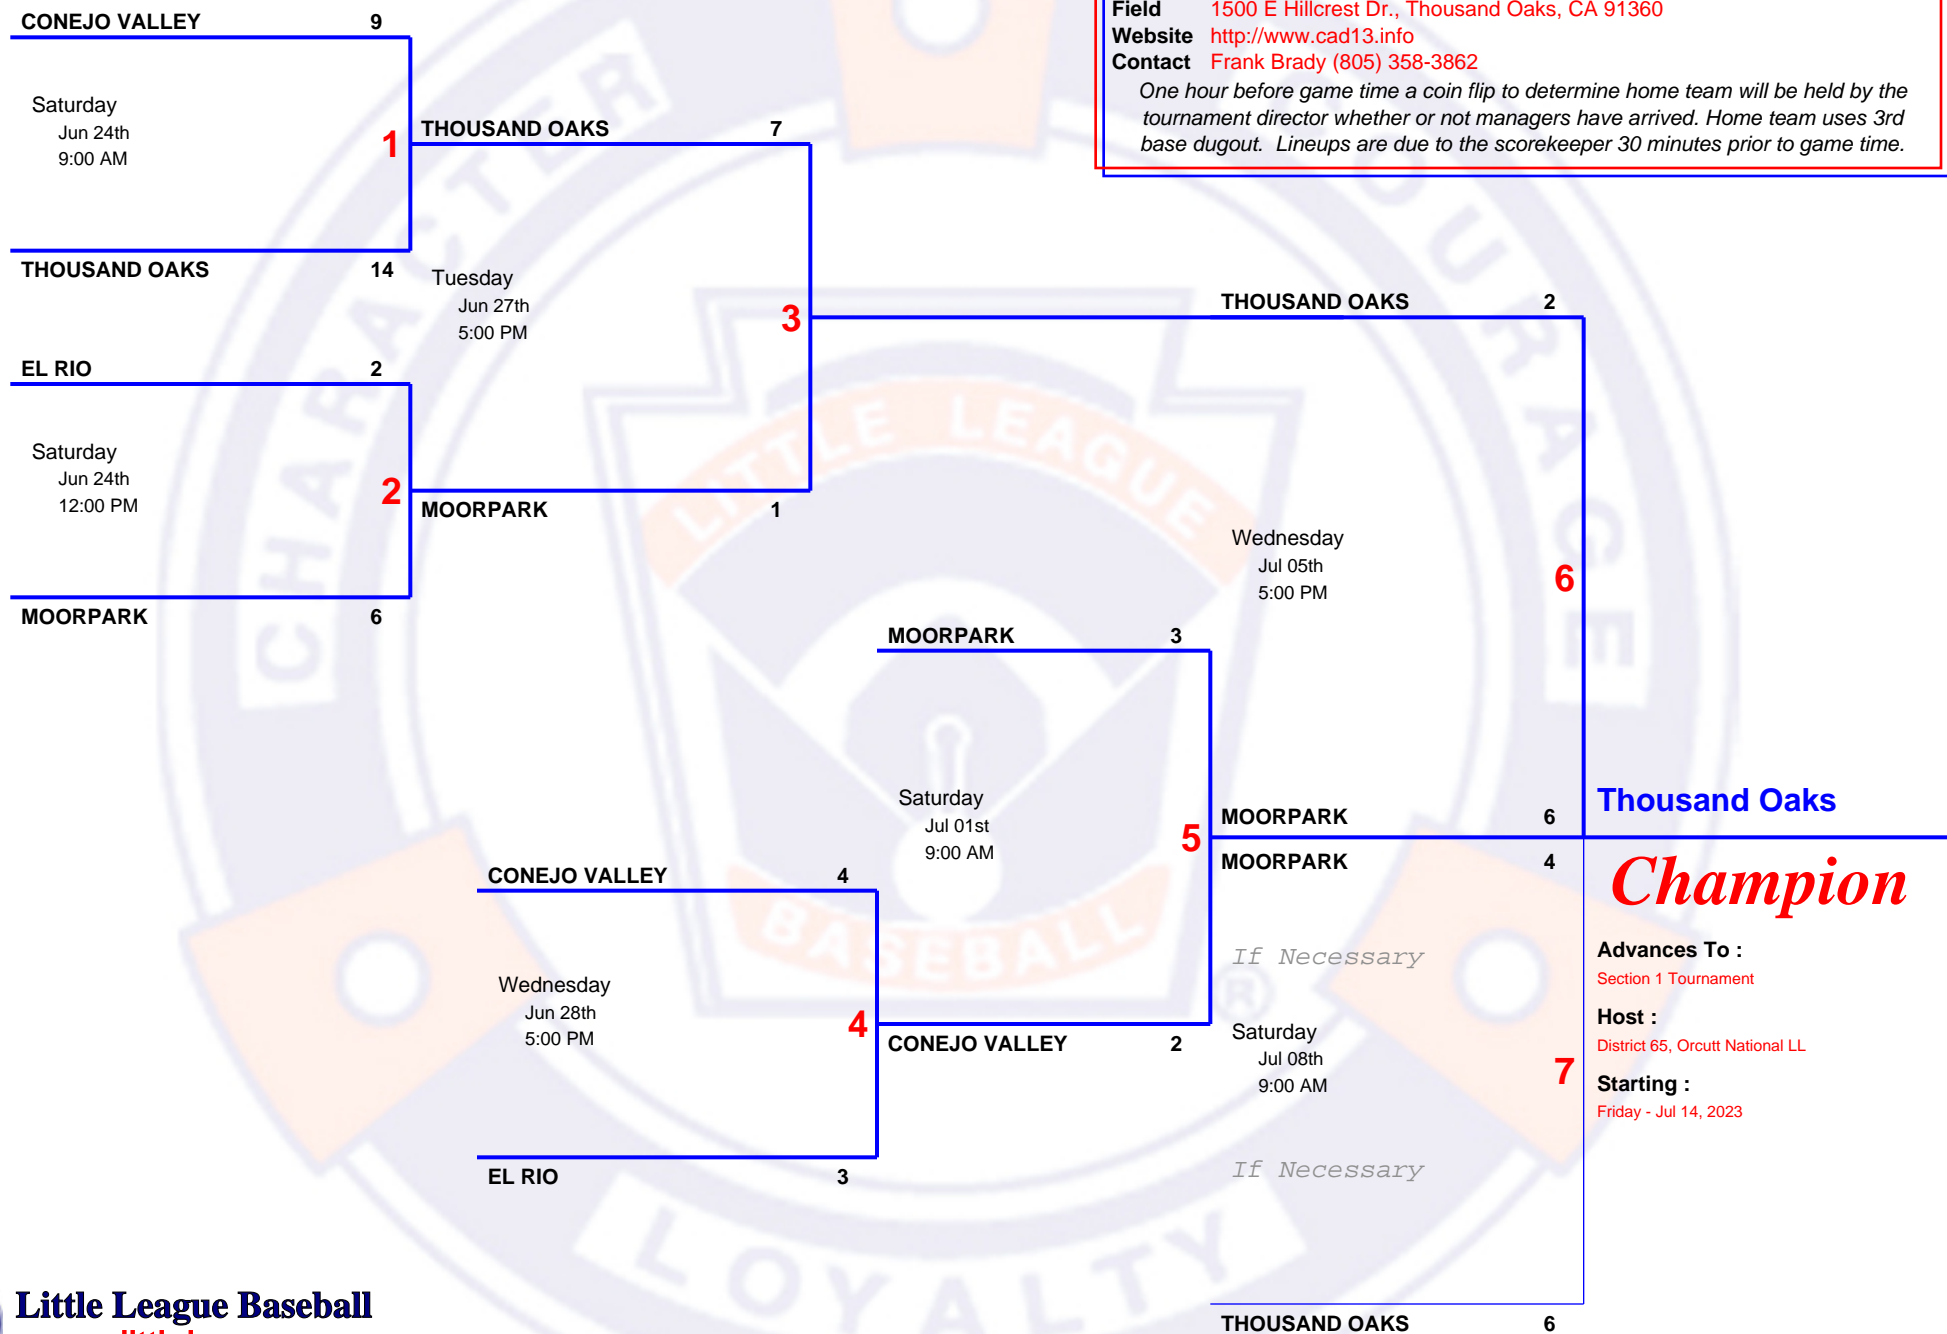 CONEJO VALLEY 9
Field 1500 E Hillcrest Dr., Thousand Oaks, CA 91360
Website http://www.cad13.info
Contact Frank Brady (805) 358-3862
One hour before game time a coin flip to determine home team will be held by the
tournament director whether or not managers have arrived. Home team uses 3rd
base dugout. Lineups are due to the scorekeeper 30 minutes prior to game time.
Saturday
Jun 24th
9:00 AM
1
THOUSAND OAKS 7
THOUSAND OAKS 14
Tuesday
Jun 27th
5:00 PM
3
THOUSAND OAKS 2
EL RIO 2
Saturday
Jun 24th
12:00 PM
2
MOORPARK 1
MOORPARK 6
Wednesday
Jul 05th
5:00 PM
6
MOORPARK 3
Saturday
Jul 01st
9:00 AM
5
MOORPARK 6
MOORPARK 4
Thousand Oaks
Champion
CONEJO VALLEY 4
Wednesday
Jun 28th
5:00 PM
4
CONEJO VALLEY 2
EL RIO 3
If Necessary
Saturday
Jul 08th
9:00 AM
7
If Necessary
THOUSAND OAKS 6
Advances To :
Section 1 Tournament
Host :
District 65, Orcutt National LL
Starting :
Friday - Jul 14, 2023
Little League Baseball
CHARACTER
COURAGE
LOYALTY
LITTLE LEAGUE
BASEBALL
®